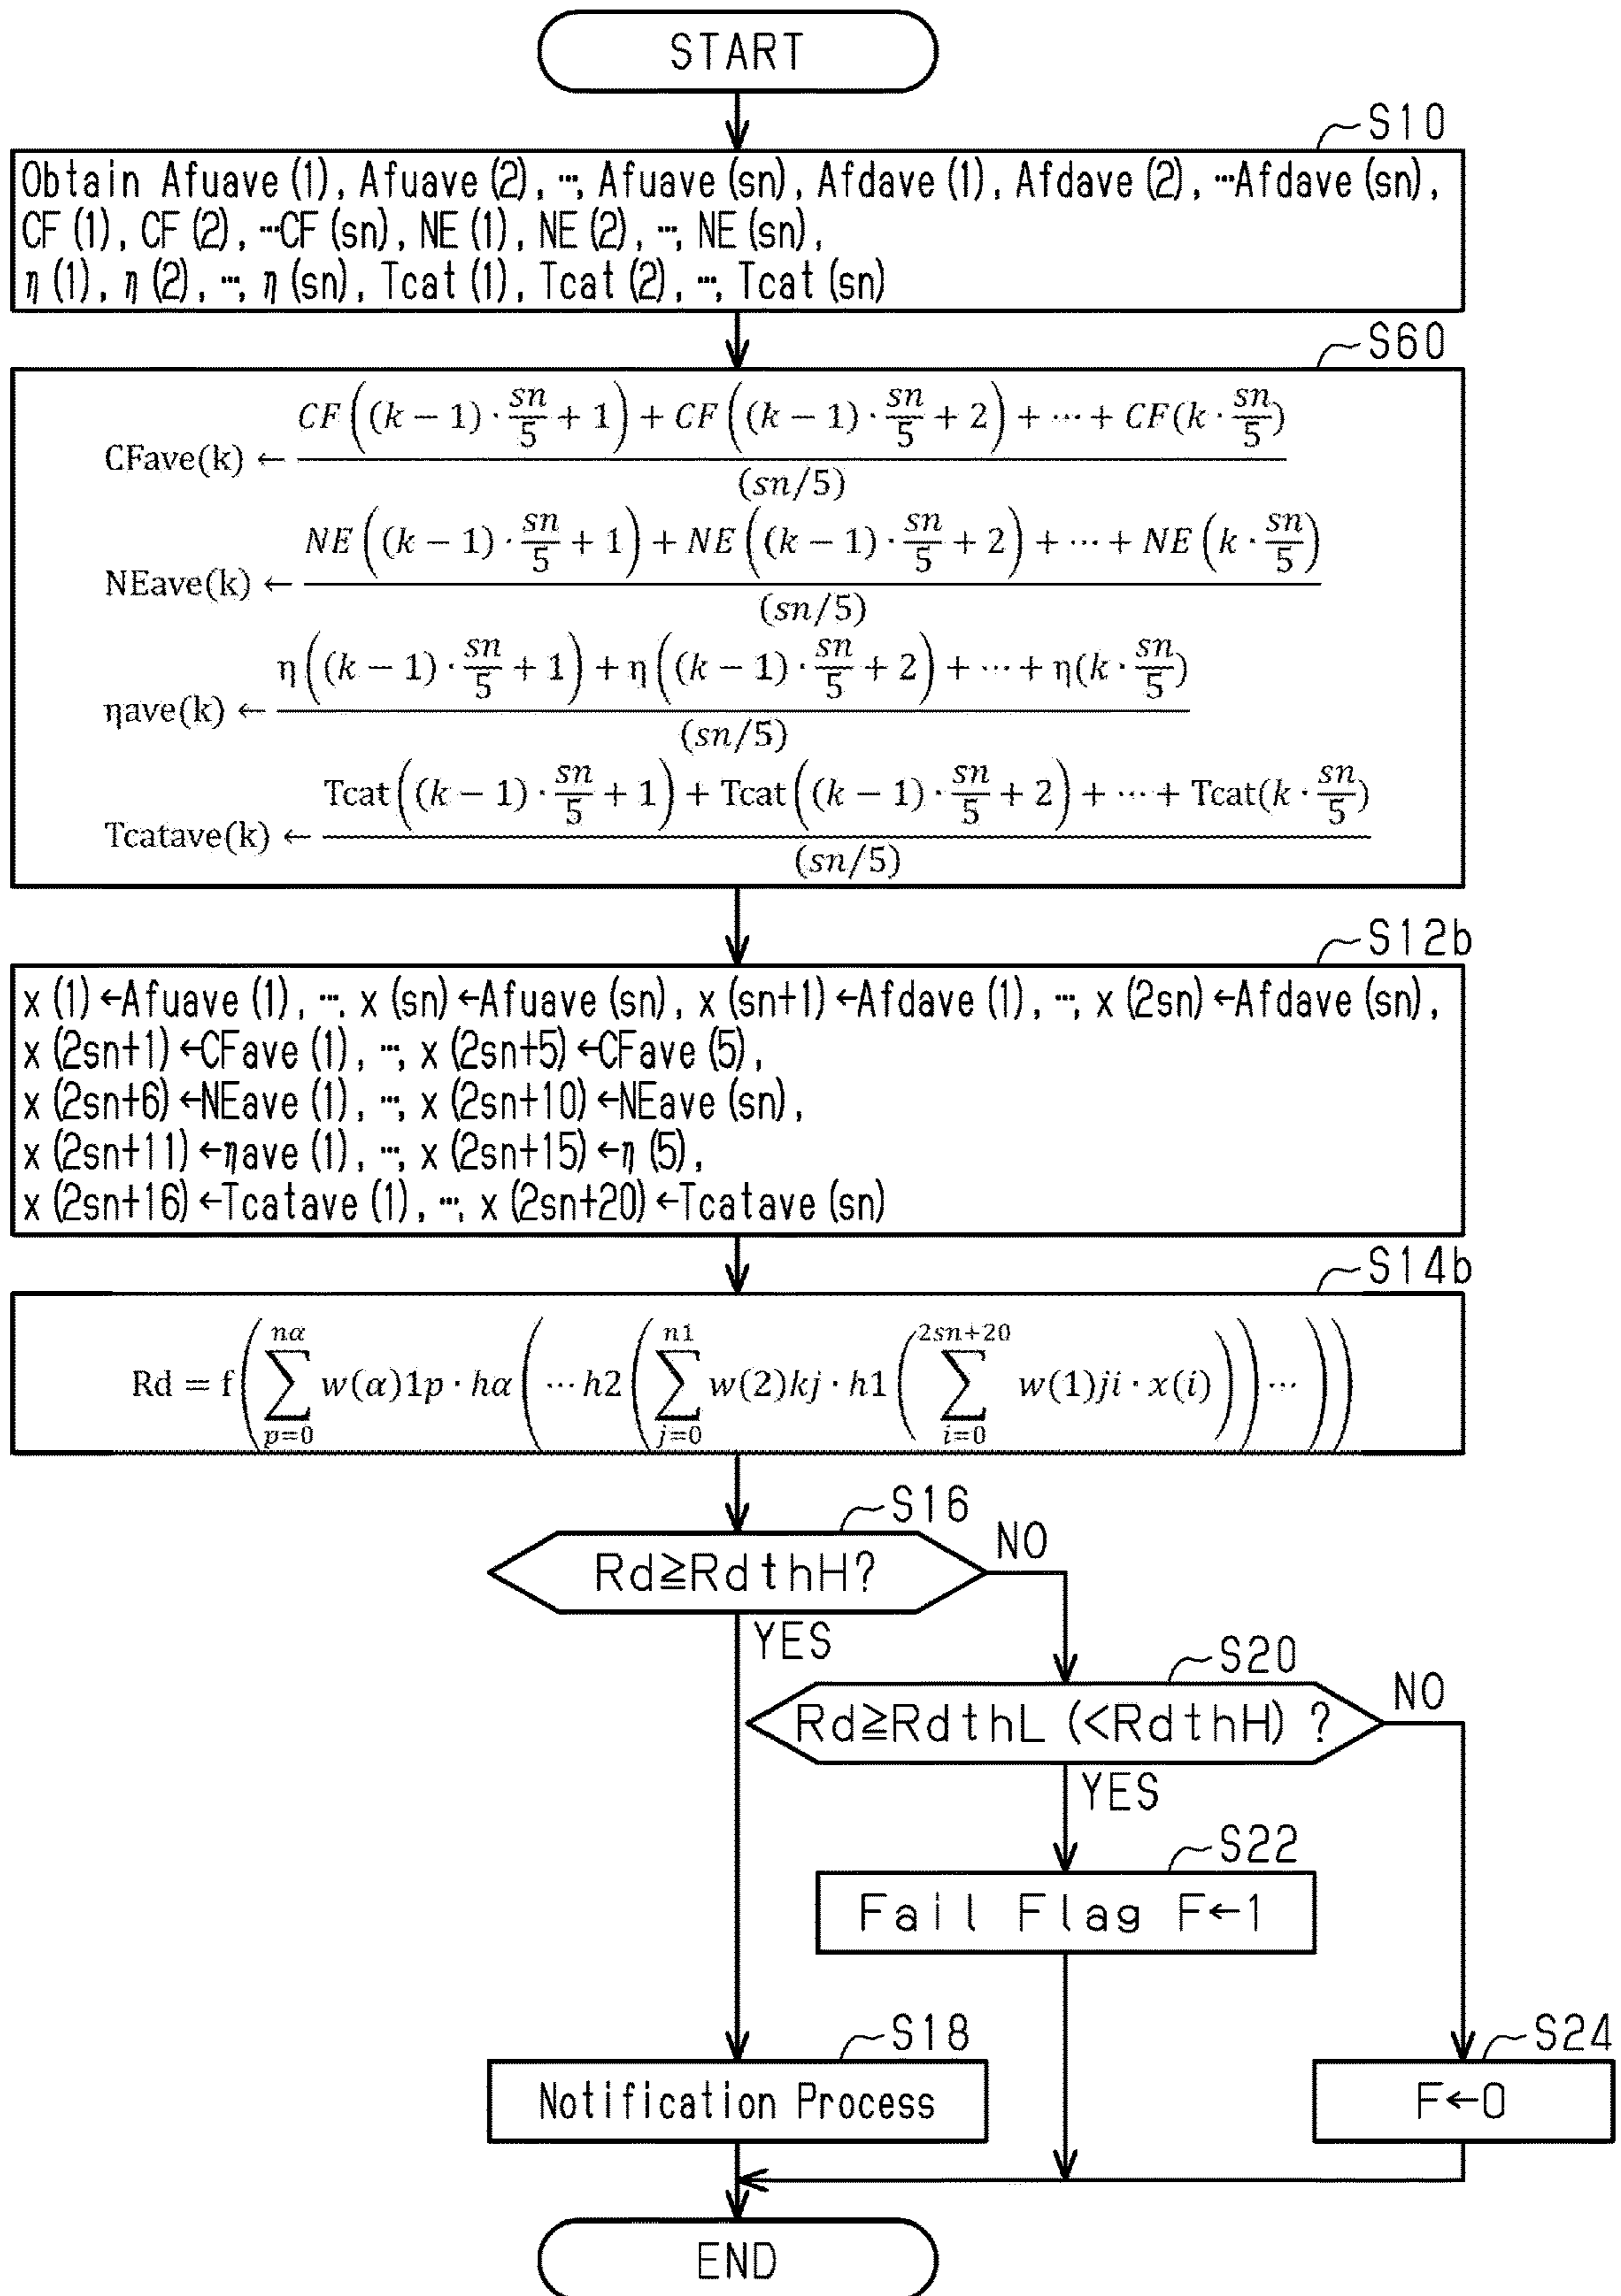 START
S10
Obtain Afuave (1), Afuave (2), …, Afuave (sn), Afdave (1), Afdave (2), …Afdave (sn),
CF (1), CF (2), …CF (sn), NE (1), NE (2), …, NE (sn),
η (1), η (2), …, η (sn), Tcat (1), Tcat (2), …, Tcat (sn)
S60
CFave(k) ← CF((k − 1) · sn/5 + 1) + CF((k − 1) · sn/5 + 2) + ⋯ + CF(k · sn/5) / (sn/5)
NEave(k) ← NE((k − 1) · sn/5 + 1) + NE((k − 1) · sn/5 + 2) + ⋯ + NE(k · sn/5) / (sn/5)
ηave(k) ← η((k − 1) · sn/5 + 1) + η((k − 1) · sn/5 + 2) + ⋯ + η(k · sn/5) / (sn/5)
Tcatave(k) ← Tcat((k − 1) · sn/5 + 1) + Tcat((k − 1) · sn/5 + 2) + ⋯ + Tcat(k · sn/5) / (sn/5)
S12b
x (1) ←Afuave (1), …, x (sn) ←Afuave (sn), x (sn+1) ←Afdave (1), …, x (2sn) ←Afdave (sn),
x (2sn+1) ←CFave (1), …, x (2sn+5) ←CFave (5),
x (2sn+6) ←NEave (1), …, x (2sn+10) ←NEave (sn),
x (2sn+11) ←ηave (1), …, x (2sn+15) ←η (5),
x (2sn+16) ←Tcatave (1), …, x (2sn+20) ←Tcatave (sn)
S14b
Rd = f(∑_{p=0}^{nα} w(α)1p · hα(⋯ h2(∑_{j=0}^{n1} w(2)kj · h1(∑_{i=0}^{2sn+20} w(1)ji · x(i)))⋯))
S16
Rd≧RdthH?
NO
YES
S20
Rd≧RdthL (<RdthH) ?
NO
YES
S22
Fail Flag F←1
S18
Notification Process
S24
F←0
END